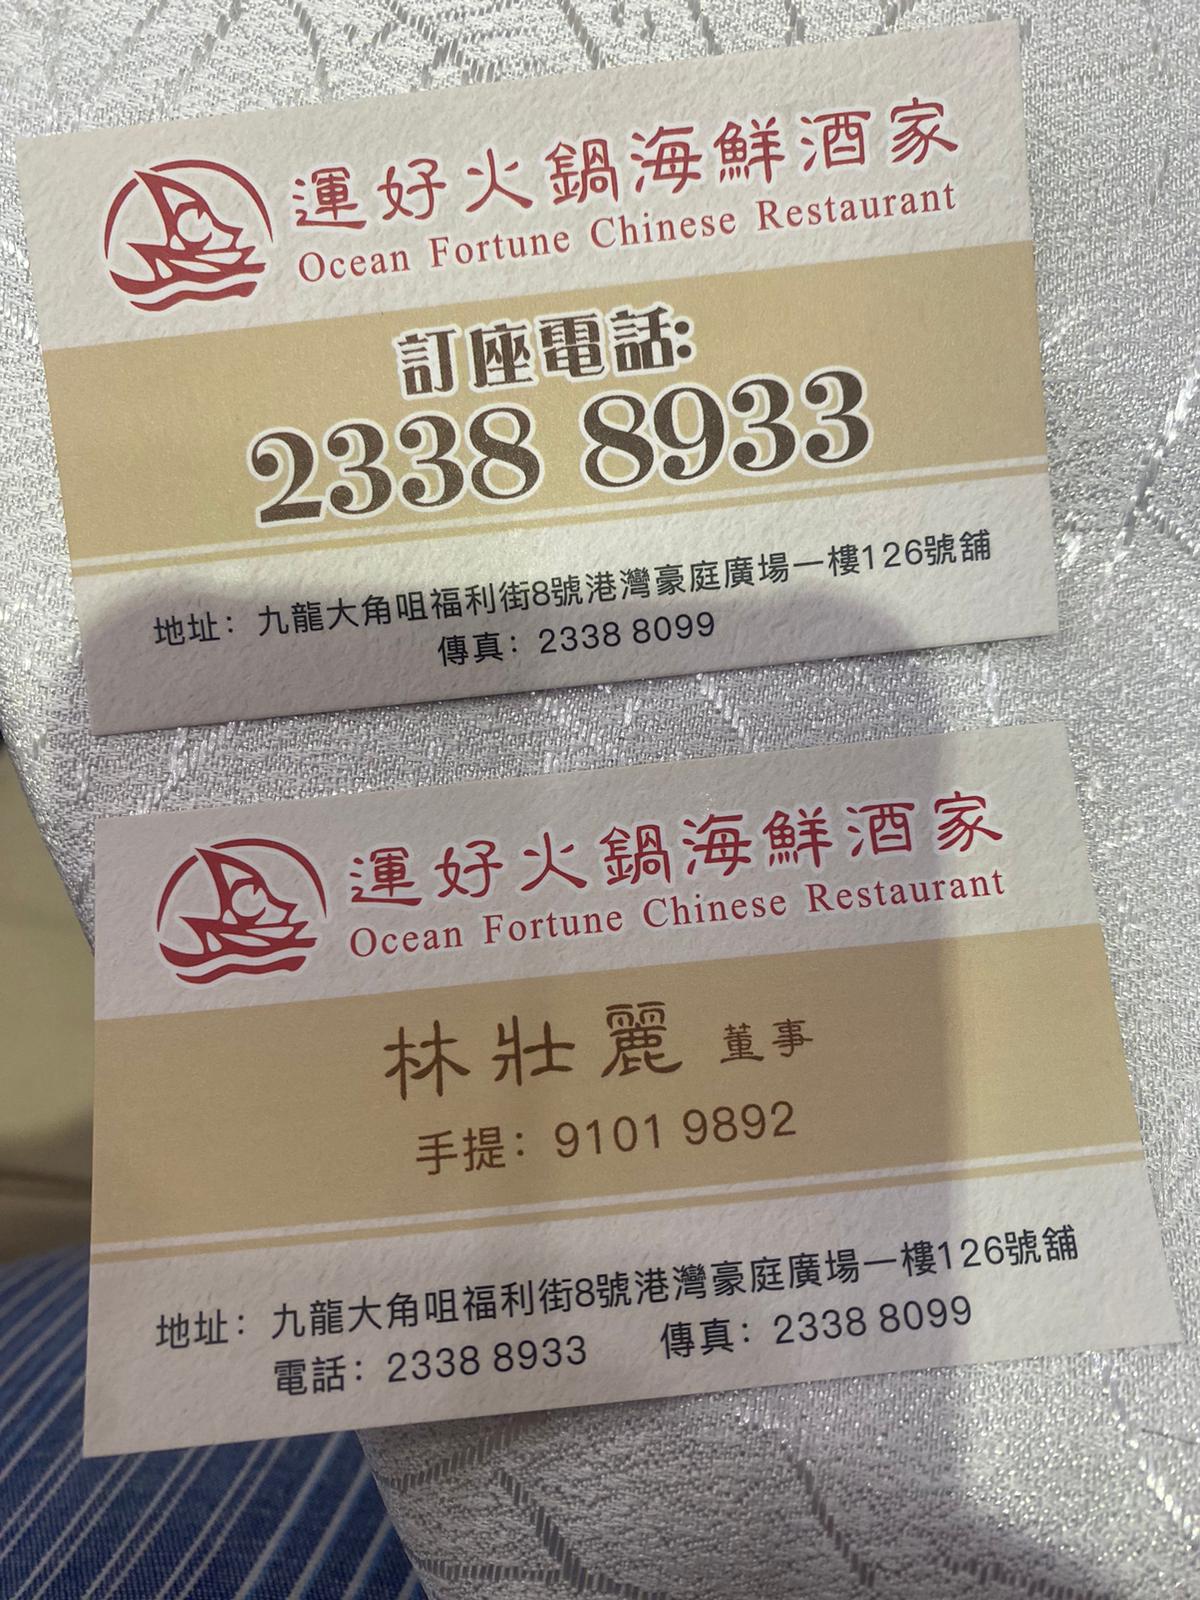 運好火鍋海鮮酒家
Ocean Fortune Chinese Restaurant
訂座電話:
2338 8933
地址：九龍大角咀福利街8號港灣豪庭廣場一樓126號舖
傳真：2338 8099
運好火鍋海鮮酒家
Ocean Fortune Chinese Restaurant
林壯麗 董事
手提：9101 9892
地址：九龍大角咀福利街8號港灣豪庭廣場一樓126號舖
電話：2338 8933 傳真：2338 8099